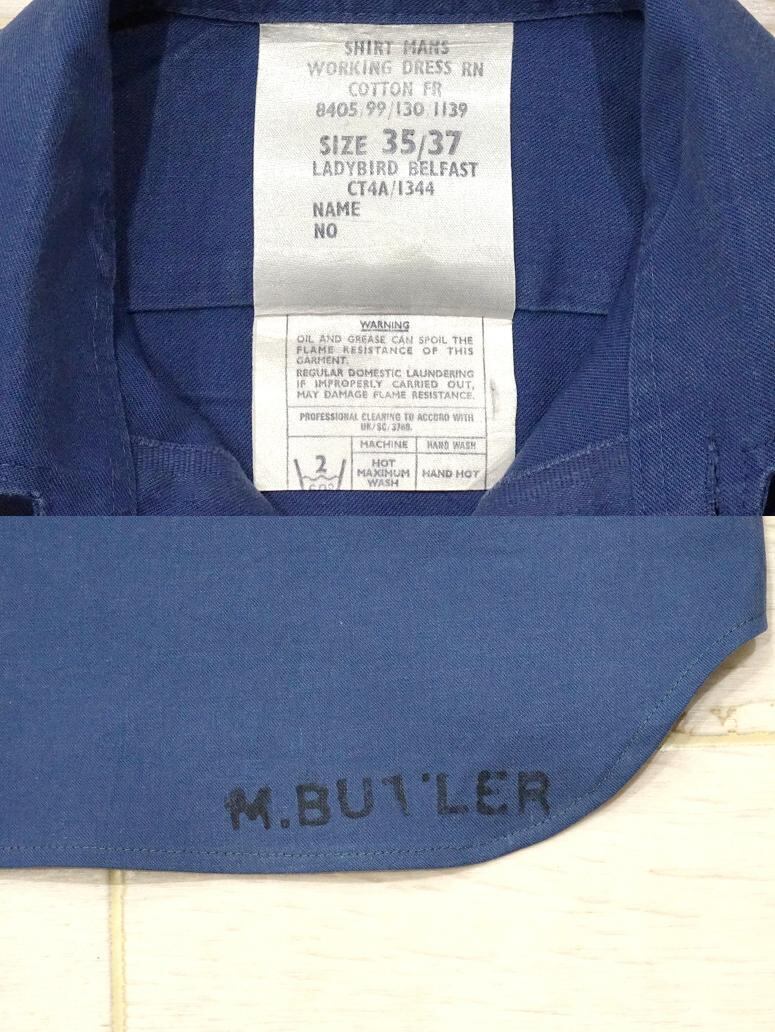 SHIRT MANS
WORKING DRESS RN
COTTON FR
8405/99/130 1139
SIZE 35/37
LADYBIRD BELFAST
CT4A/1344
NAME
NO
WARNING
OIL AND GREASE CAN SPOIL THE
FLAME RESISTANCE OF THIS
GARMENT.
REGULAR DOMESTIC LAUNDERING
IF IMPROPERLY CARRIED OUT,
MAY DAMAGE FLAME RESISTANCE.
PROFESSIONAL CLEANING TO ACCORD WITH
UK/SC/3768.
MACHINE HAND WASH
2 HOT MAXIMUM WASH HAND HOT
M.BUTLER